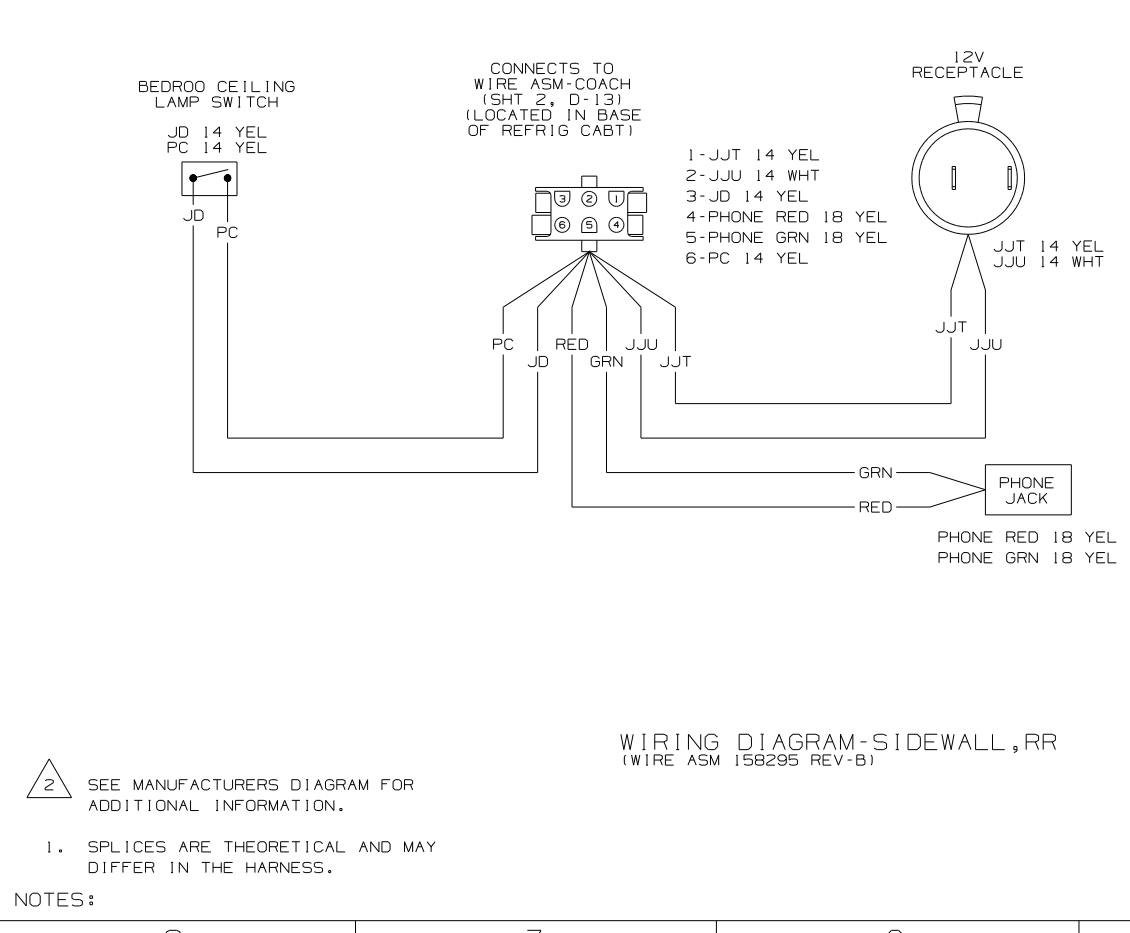 BEDROO CEILING
LAMP SWITCH
JD 14 YEL
PC 14 YEL
JD
PC
CONNECTS TO
WIRE ASM-COACH
(SHT 2, D-13)
(LOCATED IN BASE
OF REFRIG CABT)
3 2 1
6 5 4
1-JJT 14 YEL
2-JJU 14 WHT
3-JD 14 YEL
4-PHONE RED 18 YEL
5-PHONE GRN 18 YEL
6-PC 14 YEL
12V
RECEPTACLE
JJT 14 YEL
JJU 14 WHT
JJT
JJU
PC
JD
RED
GRN
JJU
JJT
GRN
RED
PHONE
JACK
PHONE RED 18 YEL
PHONE GRN 18 YEL
WIRING DIAGRAM-SIDEWALL,RR
(WIRE ASM 158295 REV-B)
2 SEE MANUFACTURERS DIAGRAM FOR
ADDITIONAL INFORMATION.
1. SPLICES ARE THEORETICAL AND MAY
DIFFER IN THE HARNESS.
NOTES: